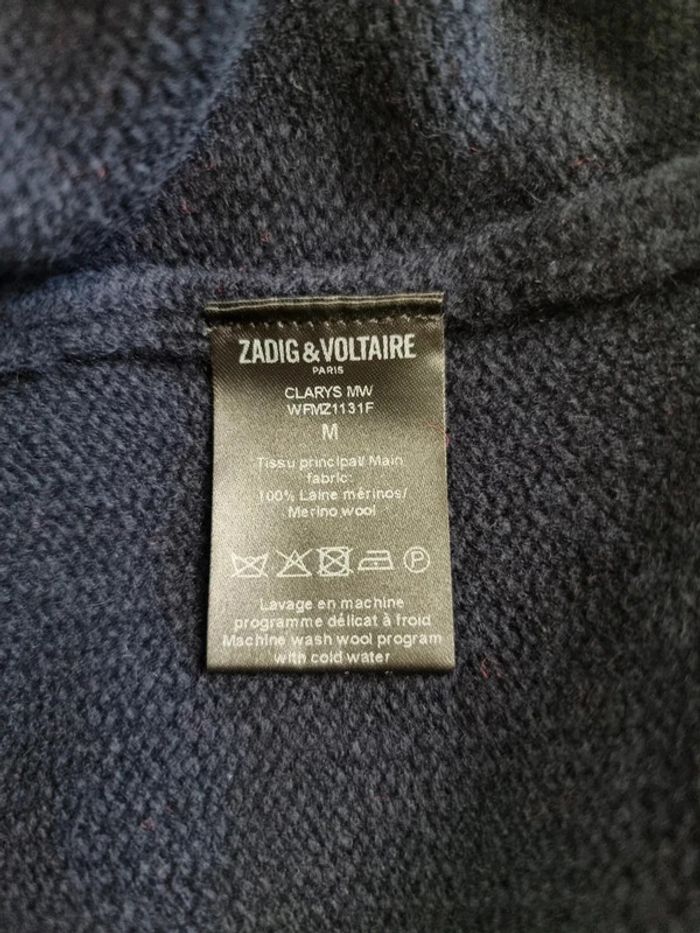 ZADIG & VOLTAIRE
PARIS
CLARYS MW
WFMZ1131F
M
Tissu principal/ Main
fabric:
100% Laine mérinos/
Merino wool
P
Lavage en machine
programme délicat à froid
Machine wash wool program
with cold water